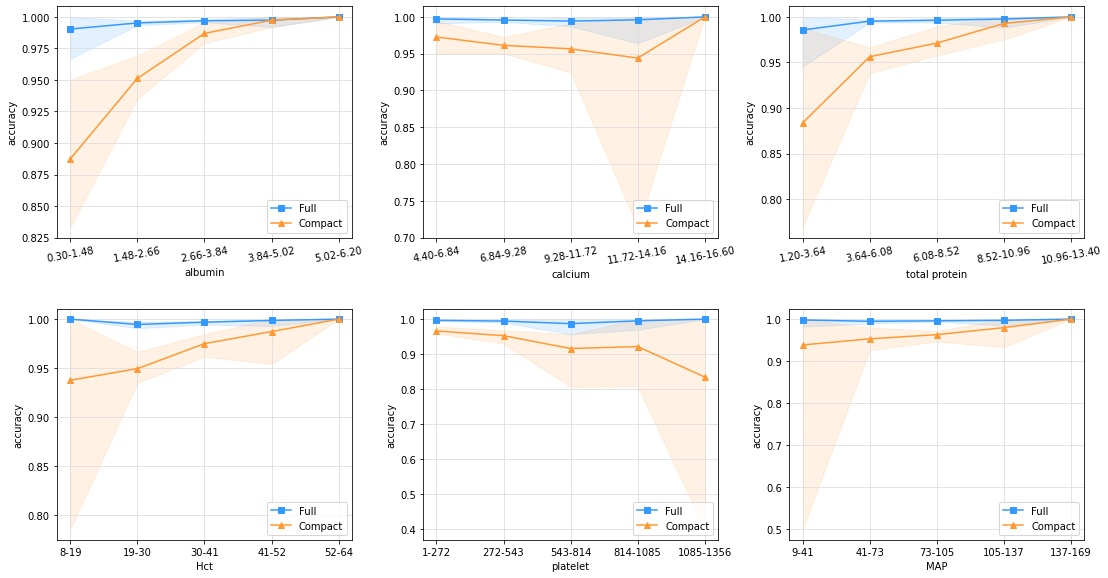 1.000
0.975
0.950
0.925
0.900
0.875
0.850
0.825
accuracy
Full
Compact
0.30-1.48
1.48-2.66
2.66-3.84
3.84-5.02
5.02-6.20
albumin
1.00
0.95
0.90
0.85
0.80
0.75
0.70
accuracy
Full
Compact
4.40-6.84
6.84-9.28
9.28-11.72
11.72-14.16
14.16-16.60
calcium
1.00
0.95
0.90
0.85
0.80
accuracy
Full
Compact
1.20-3.64
3.64-6.08
6.08-8.52
8.52-10.96
10.96-13.40
total protein
1.00
0.95
0.90
0.85
0.80
accuracy
Full
Compact
8-19
19-30
30-41
41-52
52-64
Hct
1.0
0.9
0.8
0.7
0.6
0.5
0.4
accuracy
Full
Compact
1-272
272-543
543-814
814-1085
1085-1356
platelet
1.0
0.9
0.8
0.7
0.6
0.5
accuracy
Full
Compact
9-41
41-73
73-105
105-137
137-169
MAP